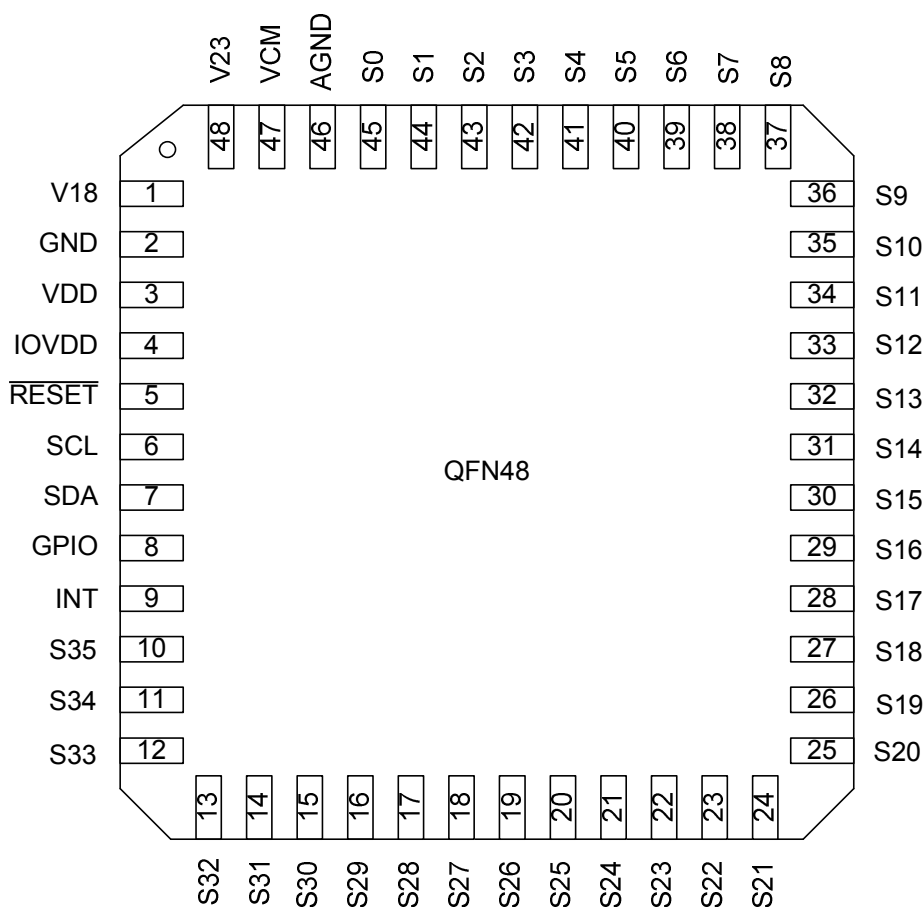 V23 VCM AGND S0 S1 S2 S3 S4 S5 S6 S7 S8
48 47 46 45 44 43 42 41 40 39 38 37
V18 1 36 S9
GND 2 35 S10
VDD 3 34 S11
IOVDD 4 33 S12
RESET 5 32 S13
SCL 6 31 S14
QFN48
SDA 7 30 S15
GPIO 8 29 S16
INT 9 28 S17
S35 10 27 S18
S34 11 26 S19
S33 12 25 S20
13 14 15 16 17 18 19 20 21 22 23 24
S32 S31 S30 S29 S28 S27 S26 S25 S24 S23 S22 S21